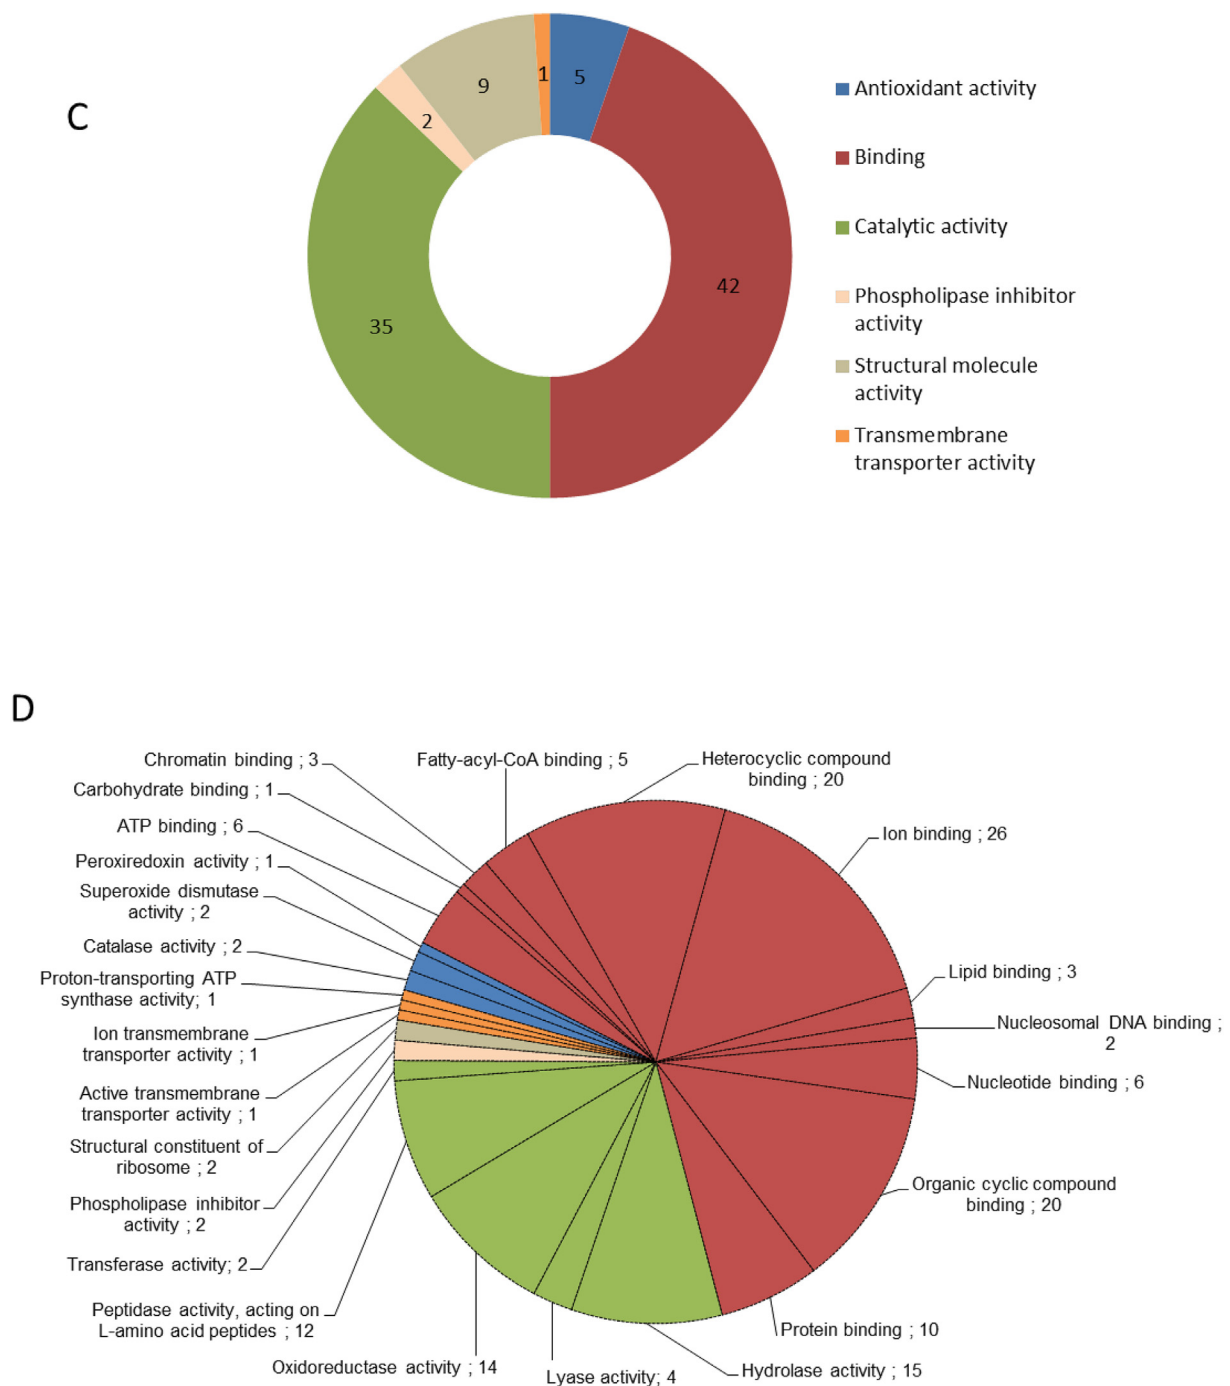 C
1
5
9
2
42
35
Antioxidant activity
Binding
Catalytic activity
Phospholipase inhibitor
activity
Structural molecule
activity
Transmembrane
transporter activity
D
Chromatin binding ; 3
Fatty-acyl-CoA binding ; 5
Heterocyclic compound
binding ; 20
Carbohydrate binding ; 1
ATP binding ; 6
Ion binding ; 26
Peroxiredoxin activity ; 1
Superoxide dismutase
activity ; 2
Catalase activity ; 2
Lipid binding ; 3
Proton-transporting ATP
synthase activity; 1
Nucleosomal DNA binding ;
2
Ion transmembrane
transporter activity ; 1
Nucleotide binding ; 6
Active transmembrane
transporter activity ; 1
Structural constituent of
ribosome ; 2
Organic cyclic compound
binding ; 20
Phospholipase inhibitor
activity ; 2
Transferase activity; 2
Peptidase activity, acting on
L-amino acid peptides ; 12
Protein binding ; 10
Oxidoreductase activity ; 14
Lyase activity; 4
Hydrolase activity ; 15